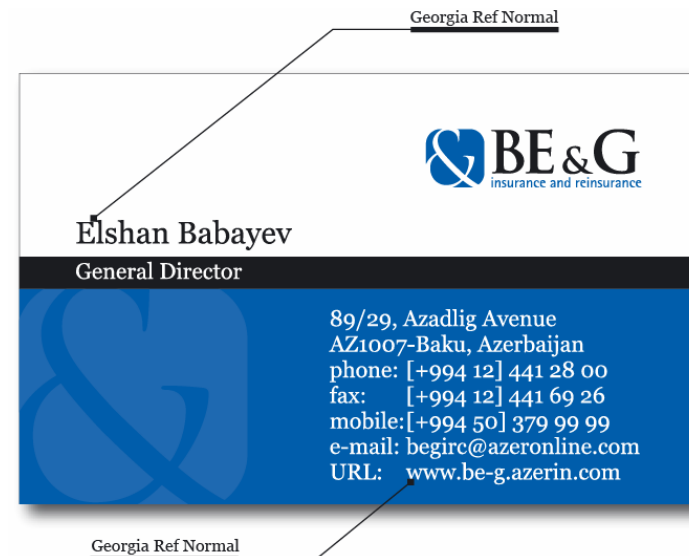 Georgia Ref Normal
BE & G
insurance and reinsurance
Elshan Babayev
General Director
89/29, Azadlig Avenue
AZ1007-Baku, Azerbaijan
phone: [+994 12] 441 28 00
fax: [+994 12] 441 69 26
mobile:[+994 50] 379 99 99
e-mail: begirc@azeronline.com
URL: www.be-g.azerin.com
Georgia Ref Normal